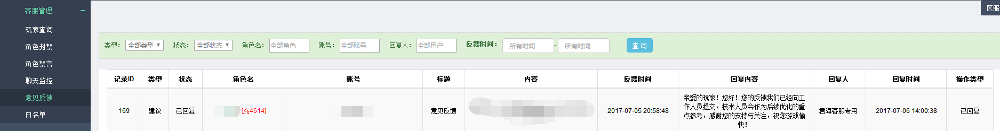 客服管理
玩家查询
角色封禁
角色禁言
聊天监控
意见反馈
白名单
区服
类型： 全部类型 状态： 全部状态 角色名： 全部角色 账号： 全部账号 回复人： 全部用户 反馈时间： 所有时间 - 所有时间 查 询
记录ID 类型 状态 角色名 账号 标题 内容 反馈时间 回复内容 回复人 回复时间 操作类型
169 建议 已回复 [充4614] 意见反馈 2017-07-05 20:58:48
亲爱的玩家！您好！您的反馈我们已经向工
作人员提交，技术人员会作为后续优化的重
点参考，感谢您的支持与关注，祝您游戏愉
快！
君海客服专用 2017-07-06 14:00:38 已回复